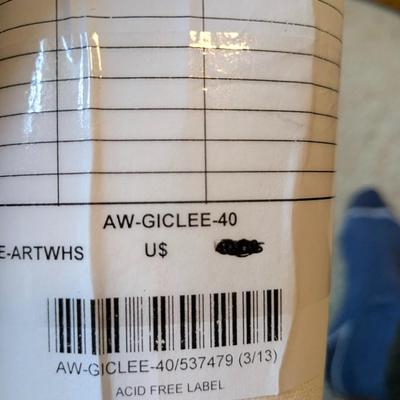 AW-GICLEE-40
E-ARTWHS U$
AW-GICLEE-40/537479 (3/13)
ACID FREE LABEL